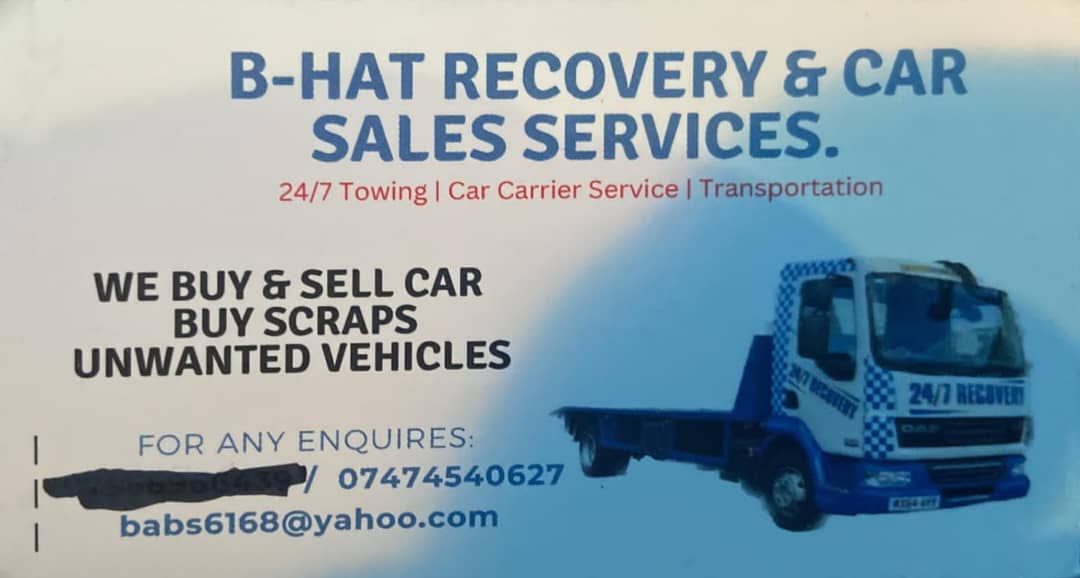 B-HAT RECOVERY & CAR
SALES SERVICES.
24/7 Towing | Car Carrier Service | Transportation
WE BUY & SELL CAR
BUY SCRAPS
UNWANTED VEHICLES
24/7 RECOVERY
24/7 RECOVERY
DAF
FOR ANY ENQUIRES:
/ 07474540627
babs6168@yahoo.com